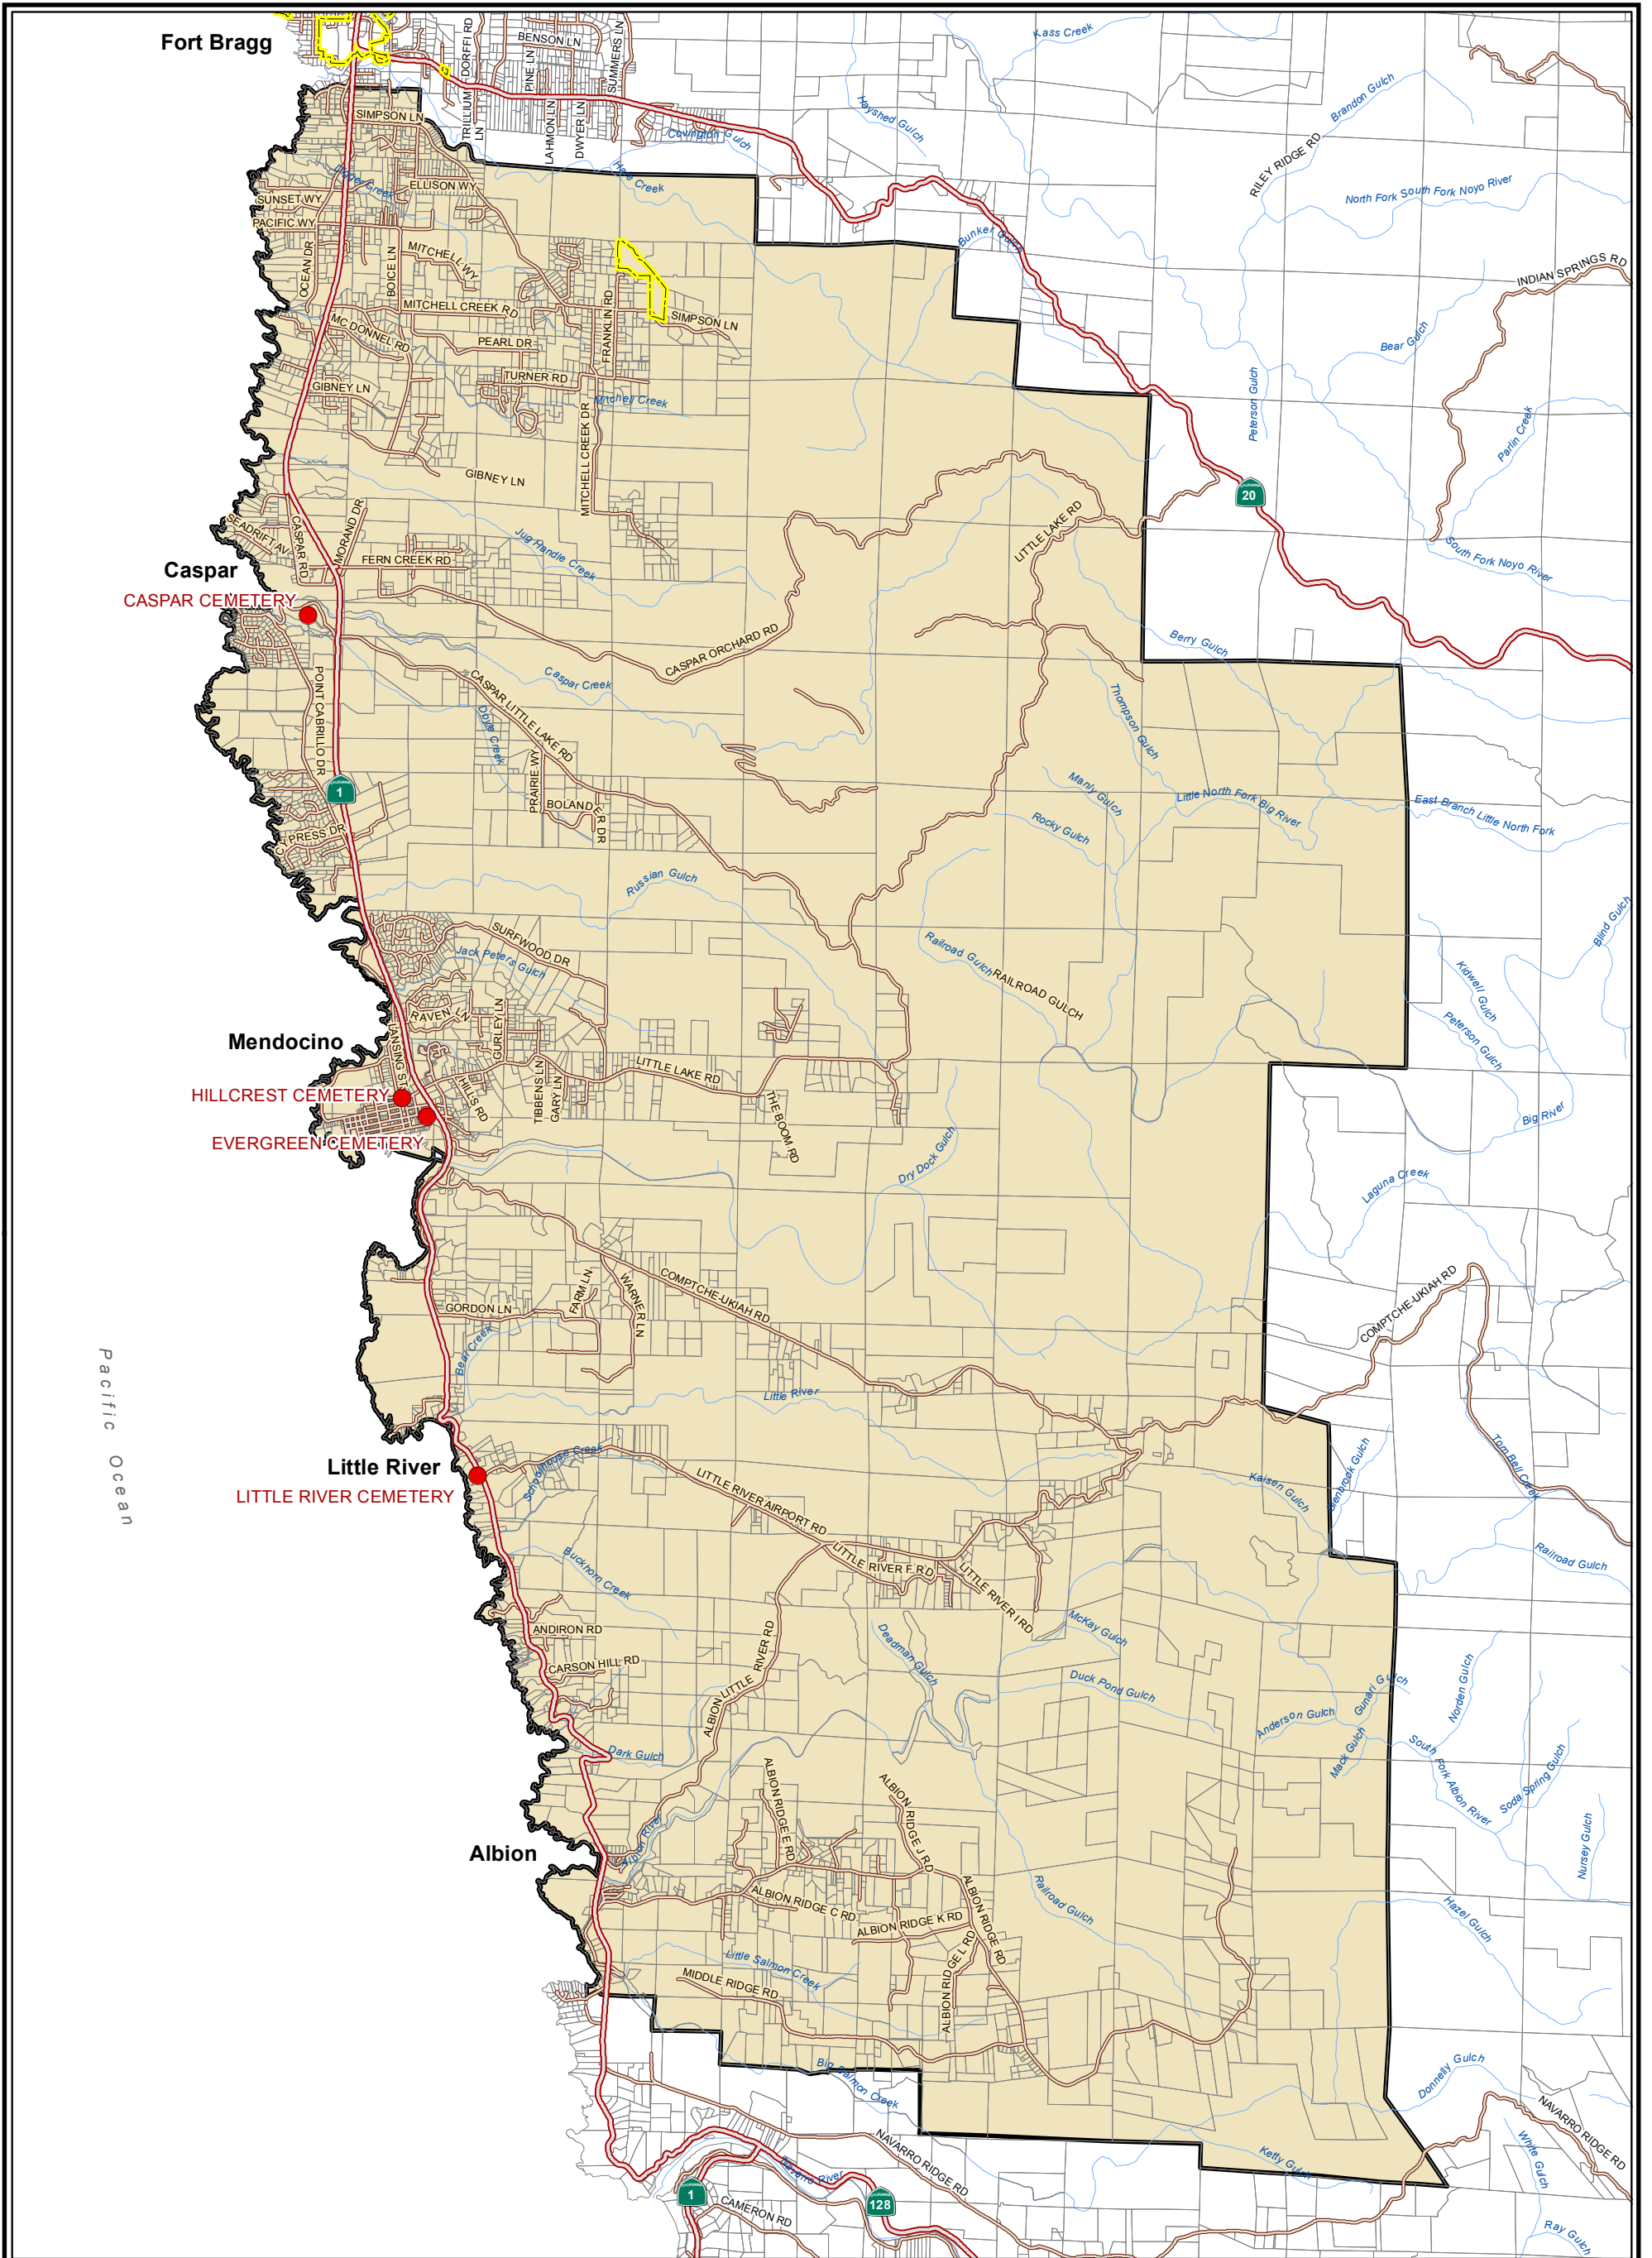 Fort Bragg
TRILLIUM LN
DORFFI RD
BENSON LN
PINE LN
SUMMERS LN
LAHMON LN
DWYER LN
Kass Creek
Hayshed Gulch
Covington Gulch
Brandon Gulch
RILEY RIDGE RD
North Fork South Fork Noyo River
INDIAN SPRINGS RD
SIMPSON LN
Digger Creek
ELLISON WY
Hare Creek
SUNSET WY
PACIFIC WY
OCEAN DR
BOICE LN
MITCHELL WY
Bunker Gulch
MITCHELL CREEK RD
FRANKLIN RD
SIMPSON LN
MC DONNEL RD
PEARL DR
Bear Gulch
GIBNEY LN
TURNER RD
Mitchell Creek
Peterson Gulch
Parlin Creek
MITCHELL CREEK DR
GIBNEY LN
CALIFORNIA
20
SEADRIFT AV
CASPAR RD
MORAND DR
FERN CREEK RD
Jug Handle Creek
LITTLE LAKE RD
South Fork Noyo River
Caspar
CASPAR CEMETERY
CASPAR ORCHARD RD
Berry Gulch
POINT CABRILLO DR
Caspar Creek
CASPAR LITTLE LAKE RD
Doyle Creek
Thompson Gulch
CALIFORNIA
1
PRAIRIE WY
BOLANDER DR
Manly Gulch
Rocky Gulch
Little North Fork Big River
East Branch Little North Fork
CYPRESS DR
Russian Gulch
Blind Gulch
SURFWOOD DR
Jack Peters Gulch
Railroad Gulch
RAILROAD GULCH
Kidwell Gulch
Peterson Gulch
RAVEN LN
GURLEY LN
Mendocino
LANSING ST
LITTLE LAKE RD
HILLCREST CEMETERY
HILLS RD
TIBBENS LN
GARY LN
THE BOOM RD
EVERGREEN CEMETERY
Big River
Dry Dock Gulch
Laguna Creek
COMPTCHE-UKIAH RD
FARM LN
WARNER LN
COMPTCHE-UKIAH RD
GORDON LN
Beal Creek
Little River
Pacific Ocean
Little River
LITTLE RIVER CEMETERY
Schoolhouse Creek
LITTLE RIVER AIRPORT RD
Kaisen Gulch
Glenbrook Gulch
Tom Bell Creek
Railroad Gulch
Buckhorn Creek
LITTLE RIVER F RD
LITTLE RIVER I RD
ANDIRON RD
CARSON HILL RD
ALBION LITTLE RIVER RD
Deadman Gulch
McKay Gulch
Duck Pond Gulch
Gunari Gulch
Norden Gulch
Anderson Gulch
Mack Gulch
South Fork Albion River
Soda Spring Gulch
Dark Gulch
ALBION RIDGE E RD
ALBION RIDGE J RD
Albion River
Albion
Nursey Gulch
ALBION RIDGE C RD
ALBION RIDGE K RD
ALBION RIDGE RD
Railroad Gulch
Hazel Gulch
Little Salmon Creek
MIDDLE RIDGE RD
ALBION RIDGE L RD
Big Salmon Creek
Donnelly Gulch
NAVARRO RIDGE RD
NAVARRO RIDGE RD
Ketty Gulch
White Gulch
Navarro River
CALIFORNIA
1
CALIFORNIA
128
CAMERON RD
Ray Gulch